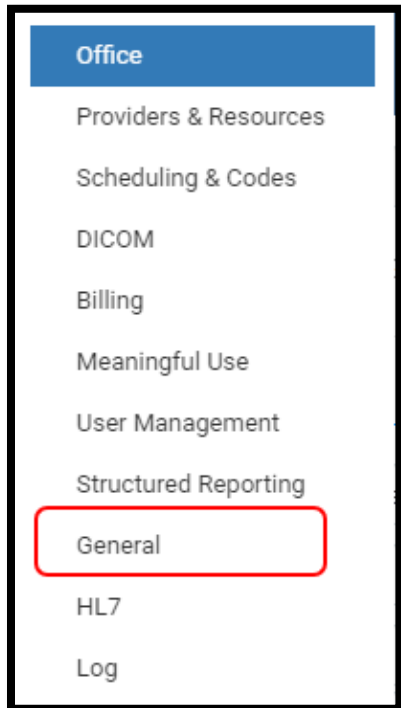 Office
Providers & Resources
Scheduling & Codes
DICOM
Billing
Meaningful Use
User Management
Structured Reporting
General
HL7
Log